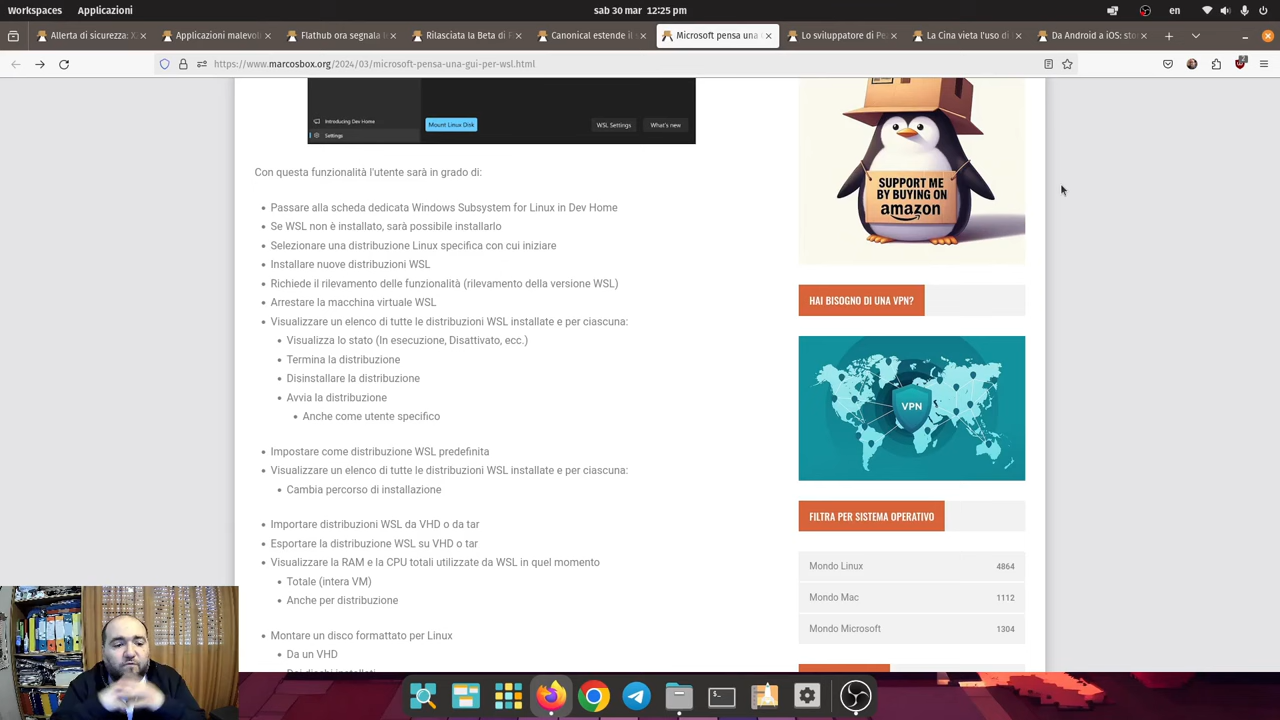 Workspaces Applicazioni sab 30 mar 12:25 pm en
Allerta di sicurezza: X Applicazioni malevol Flathub ora segnala l Rilasciata la Beta di F Canonical estende il s Microsoft pensa una Lo sviluppatore di Pe La Cina vieta l'uso di Da Android a iOS: sto
https://www.marcosbox.org/2024/03/microsoft-pensa-una-gui-per-wsl.html
Introducing Dev Home
Settings
Mount Linux Disk WSL Settings What's new
Con questa funzionalità l'utente sarà in grado di:
Passare alla scheda dedicata Windows Subsystem for Linux in Dev Home
Se WSL non è installato, sarà possibile installarlo
Selezionare una distribuzione Linux specifica con cui iniziare
Installare nuove distribuzioni WSL
Richiede il rilevamento delle funzionalità (rilevamento della versione WSL)
Arrestare la macchina virtuale WSL
Visualizzare un elenco di tutte le distribuzioni WSL installate e per ciascuna:
Visualizza lo stato (In esecuzione, Disattivato, ecc.)
Termina la distribuzione
Disinstallare la distribuzione
Avvia la distribuzione
Anche come utente specifico
Impostare come distribuzione WSL predefinita
Visualizzare un elenco di tutte le distribuzioni WSL installate e per ciascuna:
Cambia percorso di installazione
Importare distribuzioni WSL da VHD o da tar
Esportare la distribuzione WSL su VHD o tar
Visualizzare la RAM e la CPU totali utilizzate da WSL in quel momento
Totale (intera VM)
Anche per distribuzione
Montare un disco formattato per Linux
Da un VHD
SUPPORT ME
BY BUYING ON
amazon
HAI BISOGNO DI UNA VPN?
VPN
FILTRA PER SISTEMA OPERATIVO
Mondo Linux 4864
Mondo Mac 1112
Mondo Microsoft 1304